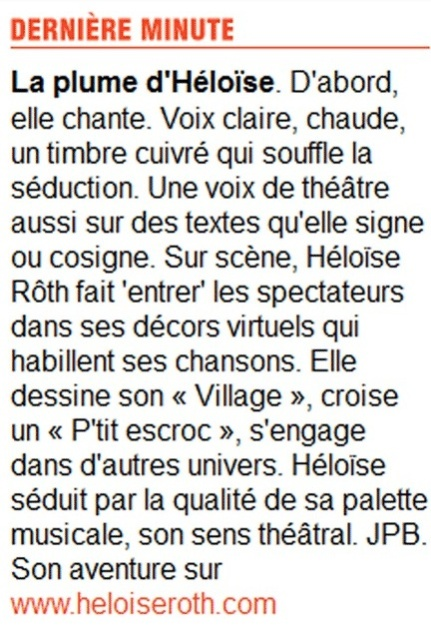 DERNIÈRE MINUTE
La plume d'Héloïse. D'abord,
elle chante. Voix claire, chaude,
un timbre cuivré qui souffle la
séduction. Une voix de théâtre
aussi sur des textes qu'elle signe
ou cosigne. Sur scène, Héloïse
Rôth fait 'entrer' les spectateurs
dans ses décors virtuels qui
habillent ses chansons. Elle
dessine son « Village », croise
un « P'tit escroc », s'engage
dans d'autres univers. Héloïse
séduit par la qualité de sa palette
musicale, son sens théâtral. JPB.
Son aventure sur
www.heloiseroth.com